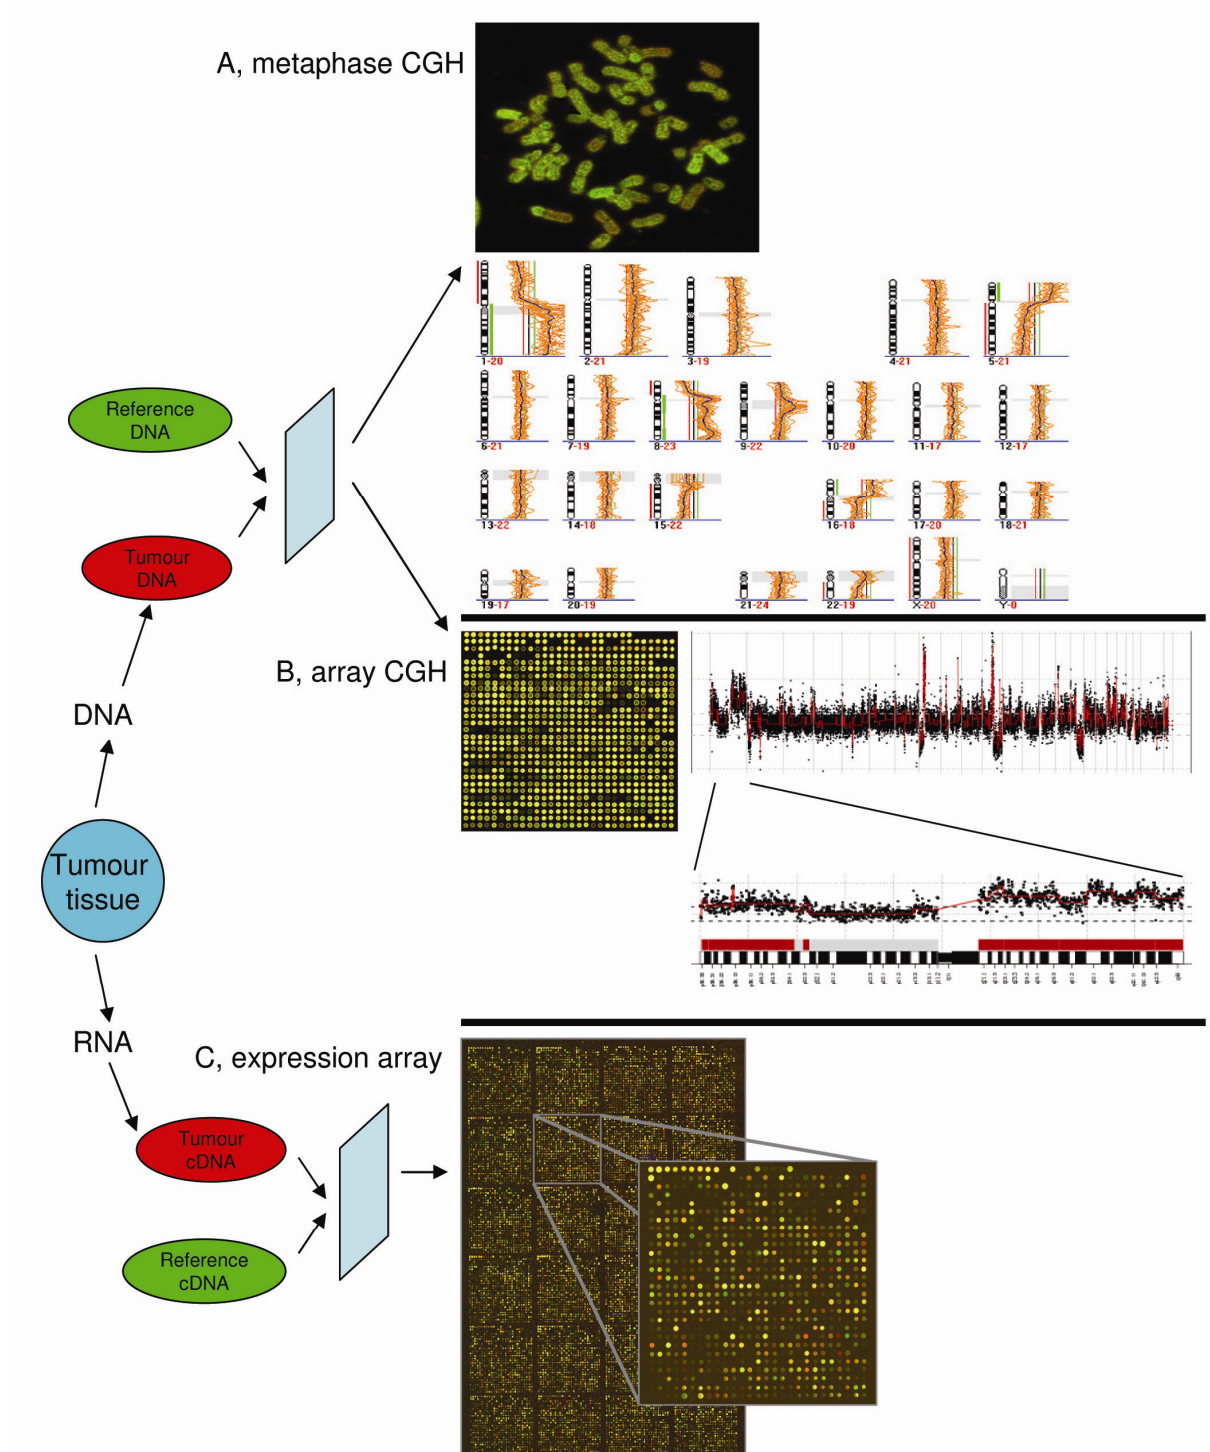 A, metaphase CGH
1-20
2-21
3-19
4-21
5-21
Reference
DNA
6-21
7-19
8-23
9-22
10-20
11-17
12-17
13-22
14-18
15-22
16-18
17-20
18-21
Tumour
DNA
19-17
20-19
21-24
22-19
X-20
Y-0
B, array CGH
DNA
Tumour
tissue
RNA
C, expression array
Tumour
cDNA
Reference
cDNA